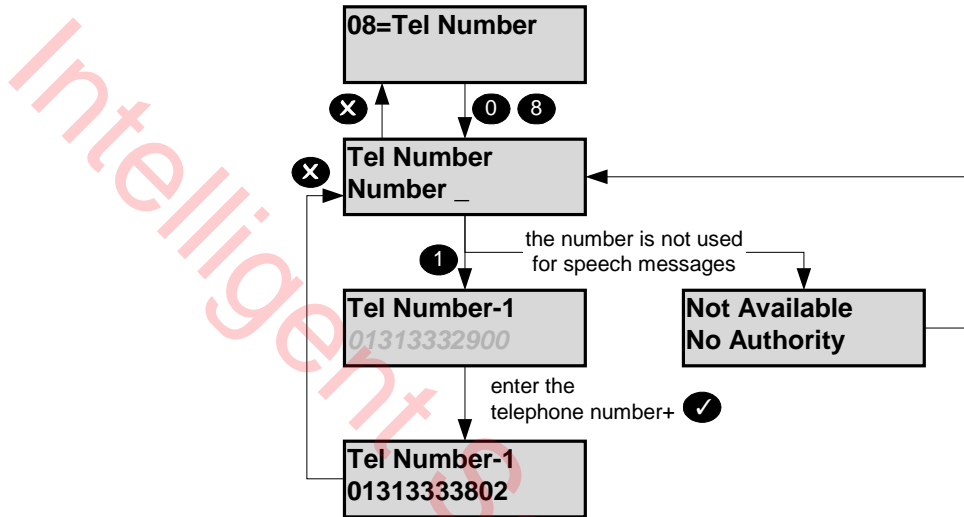 08=Tel Number
0 8
Tel Number
Number _
the number is not used
for speech messages
1
Tel Number-1
01313332900
Not Available
No Authority
enter the
telephone number+
Tel Number-1
01313333802
Intelligent S